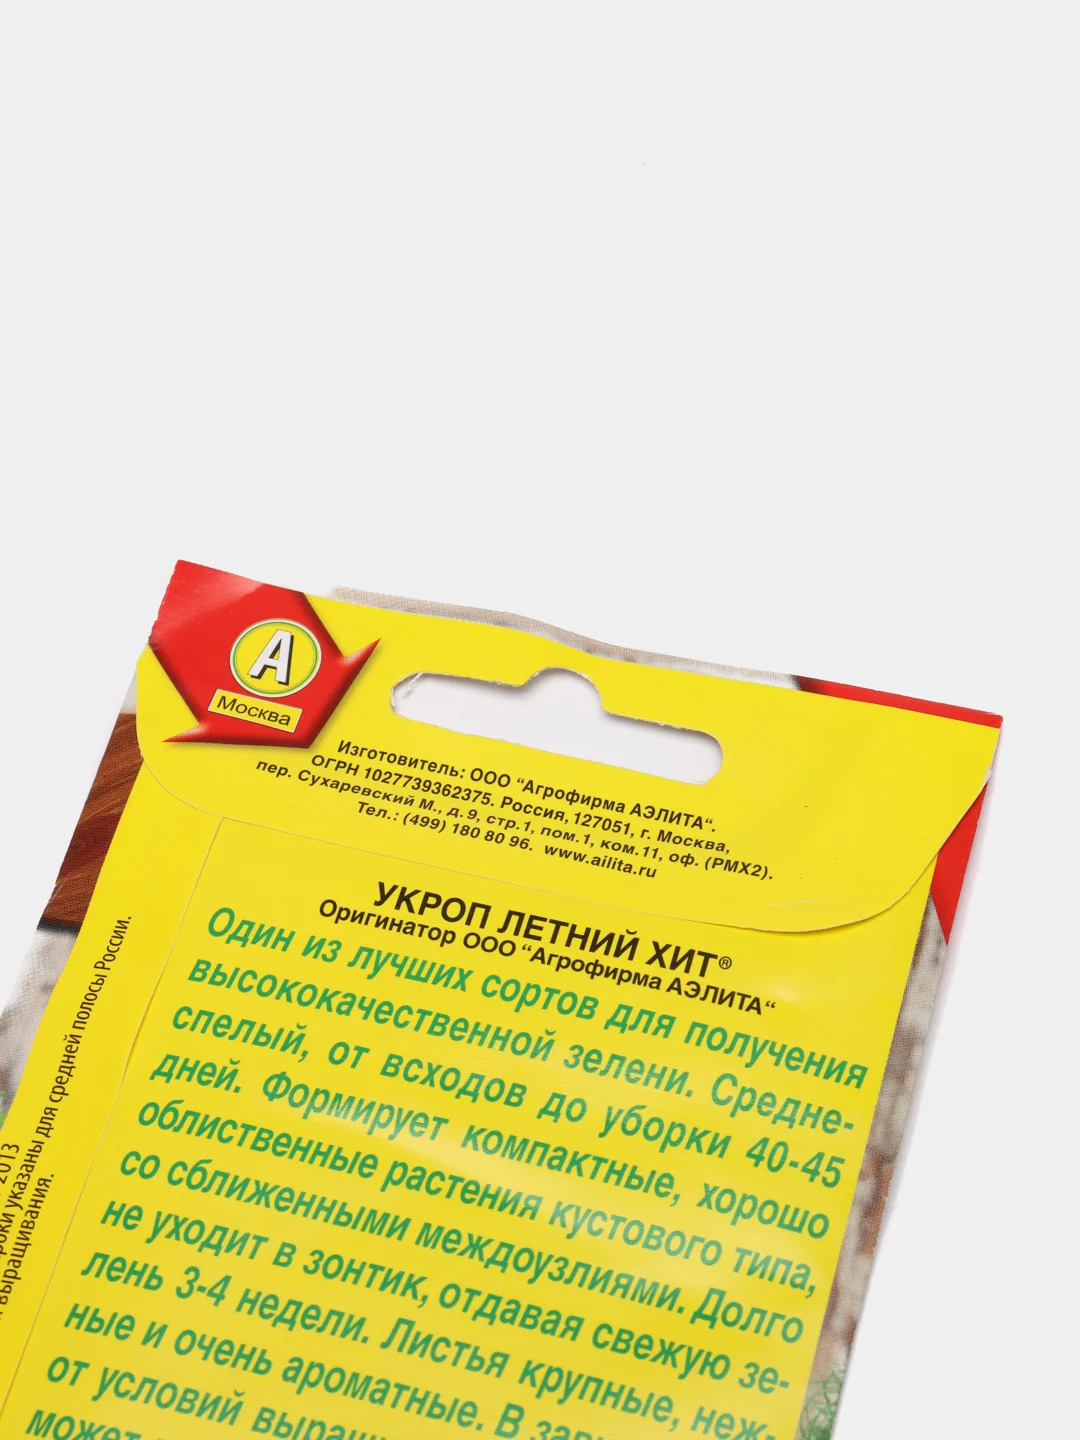 А
Москва
Изготовитель: ООО “Агрофирма АЭЛИТА“.
ОГРН 1027739362375. Россия, 127051, г. Москва,
пер. Сухаревский М., д.9, стр.1, пом.1, ком.11, оф. (РМХ2).
Тел.: (499) 180 80 96. www.ailita.ru
УКРОП ЛЕТНИЙ ХИТ®
Оригинатор ООО “Агрофирма АЭЛИТА“
Один из лучших сортов для получения
высококачественной зелени. Средне-
спелый, от всходов до уборки 40-45
дней. Формирует компактные, хорошо
облиственные растения кустового типа,
со сближенными междоузлиями. Долго
не уходит в зонтик, отдавая свежую зе-
лень 3-4 недели. Листья крупные, неж-
ные и очень ароматные. В
от условий
может
2013
указаны для средней полосы России.
выращивания.